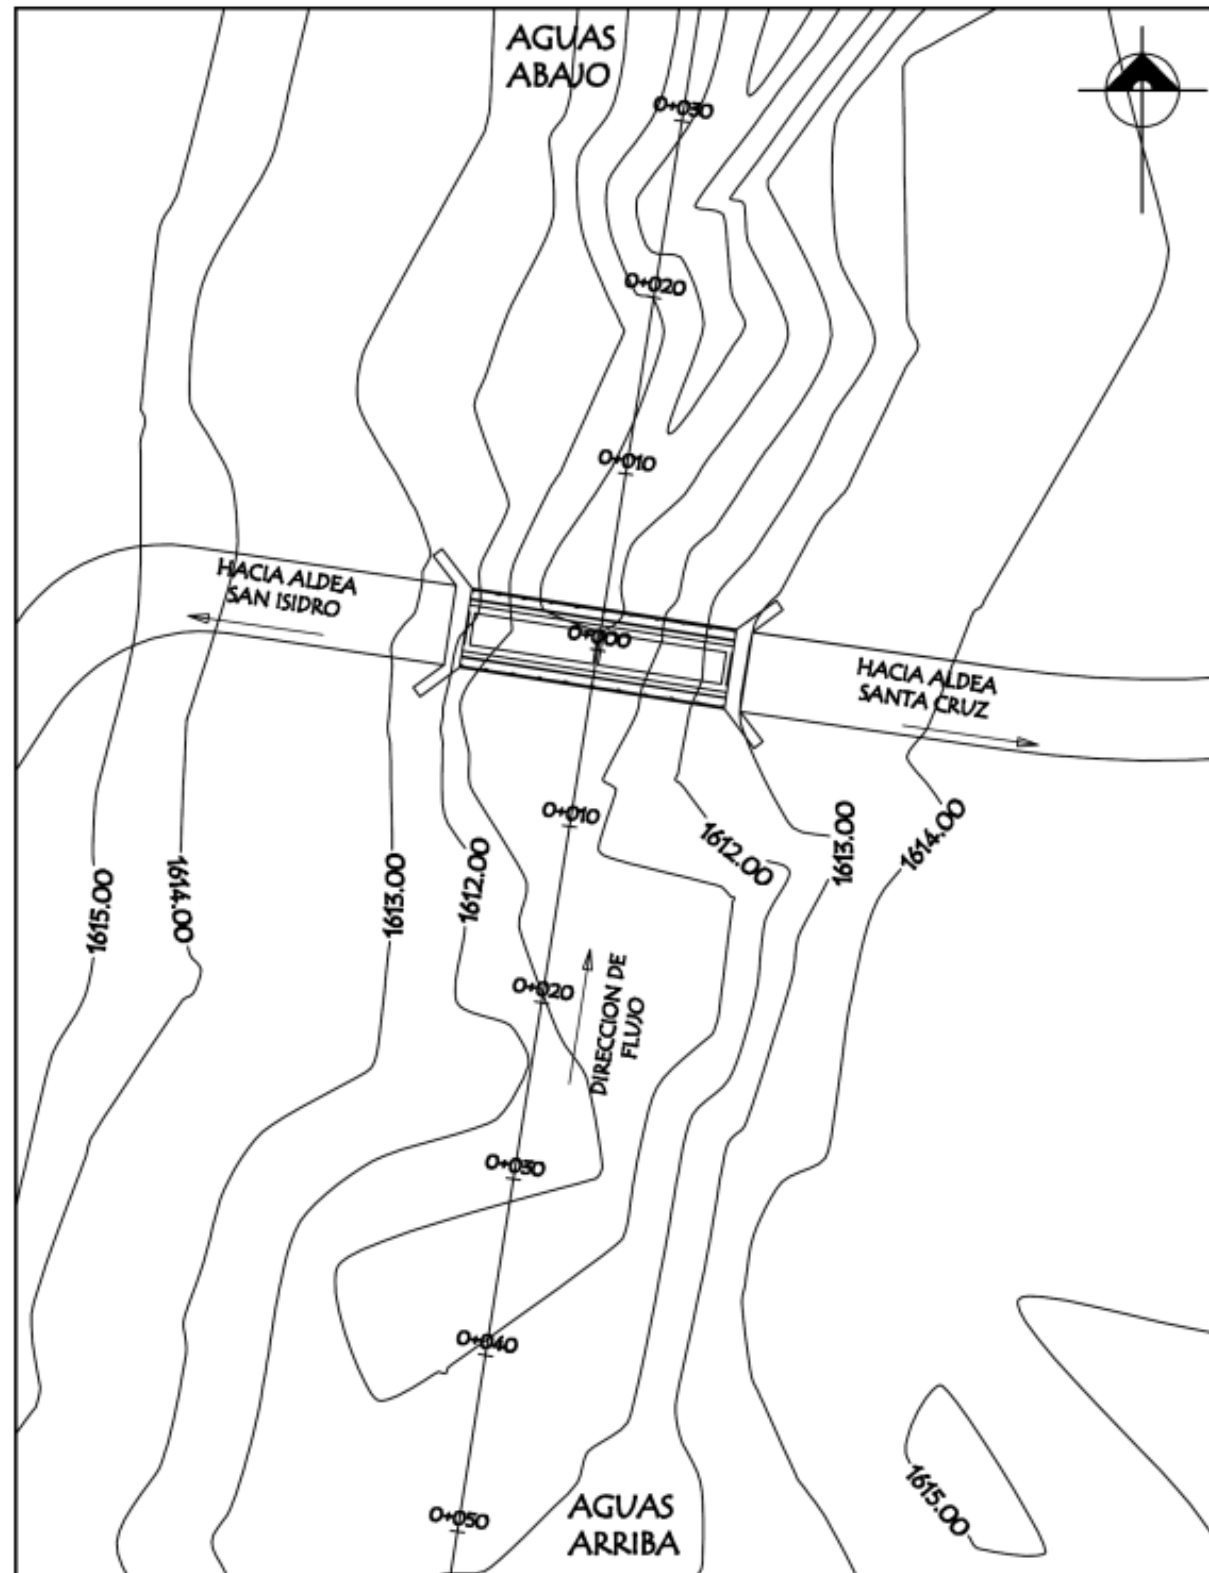 AGUAS
ABAJO
0+030
0+020
0+010
HACIA ALDEA
SAN ISIDRO
0+000
HACIA ALDEA
SANTA CRUZ
0+010
1615.00
1614.00
1613.00
1612.00
1612.00
1613.00
1614.00
0+020
DIRECCION DE
FLUJO
0+030
0+040
1615.00
0+050
AGUAS
ARRIBA